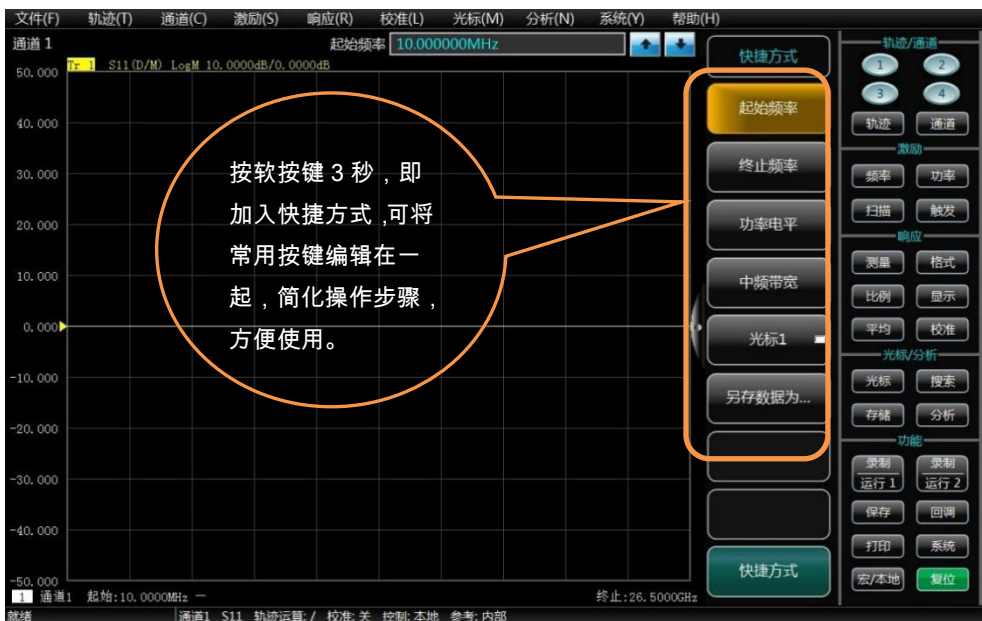 文件(F) 轨迹(T) 通道(C) 激励(S) 响应(R) 校准(L) 光标(M) 分析(N) 系统(Y) 帮助(H)
通道 1 起始频率 10.000000MHz
Tr 1 S11(D/M) LogM 10.0000dB/0.0000dB
50.000
40.000
30.000
20.000
10.000
0.000
-10.000
-20.000
-30.000
-40.000
-50.000
按软按键 3 秒，即
加入快捷方式 ,可将
常用按键编辑在一
起，简化操作步骤，
方便使用。
1 通道1 起始:10.0000MHz — 终止:26.5000GHz
就绪 通道1 S11 轨迹运算:/ 校准:关 控制:本地 参考:内部
快捷方式
起始频率
终止频率
功率电平
中频带宽
光标1
另存数据为...
快捷方式
轨迹/通道
1 2
3 4
轨迹 通道
激励
频率 功率
扫描 触发
响应
测量 格式
比例 显示
平均 校准
光标/分析
光标 搜索
存储 分析
功能
录制 录制
运行 1 运行 2
保存 回调
打印 系统
宏/本地 复位